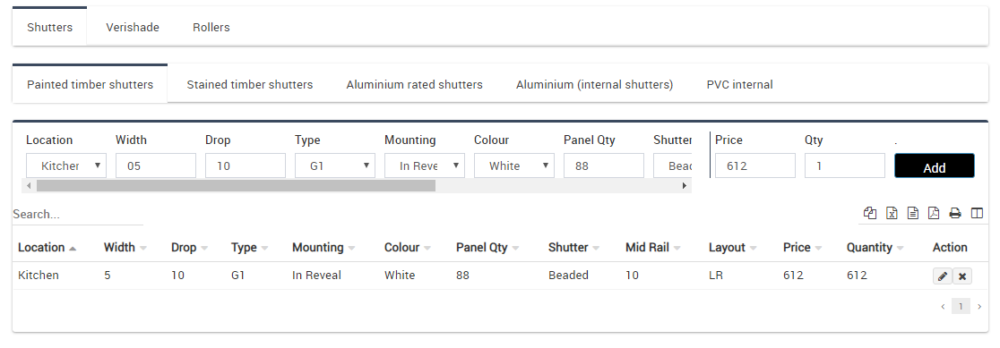 Shutters Verishade Rollers
Painted timber shutters Stained timber shutters Aluminium rated shutters Aluminium (internal shutters) PVC internal
Location Width Drop Type Mounting Colour Panel Qty Shutter Price Qty .
Kitcher 05 10 G1 In Reve White 88 Bead 612 1 Add
Search...
Location Width Drop Type Mounting Colour Panel Qty Shutter Mid Rail Layout Price Quantity Action
Kitchen 5 10 G1 In Reveal White 88 Beaded 10 LR 612 612
1